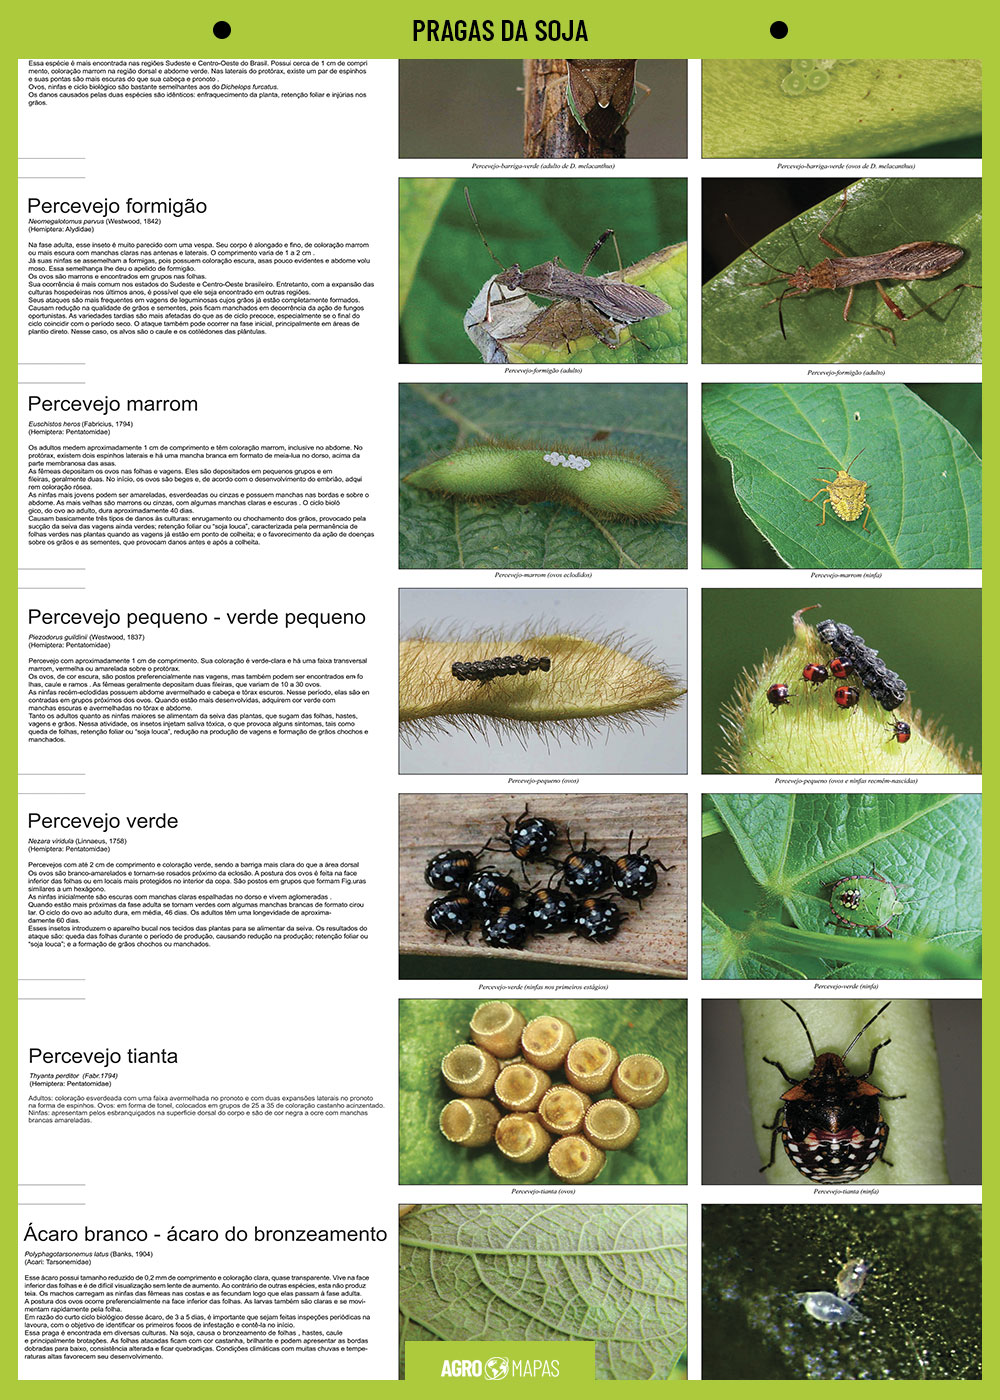 PRAGAS DA SOJA
Essa espécie é mais encontrada nas regiões Sudeste e Centro-Oeste do Brasil. Possui cerca de 1 cm de compri
mento, coloração marrom na região dorsal e abdome verde. Nas laterais do protórax, existe um par de espinhos
e suas pontas são mais escuras do que sua cabeça e pronoto .
Ovos, ninfas e ciclo biológico são bastante semelhantes aos do Dichelops furcatus.
Os danos causados pelas duas espécies são idênticos: enfraquecimento da planta, retenção foliar e injúrias nos
grãos.
Percevejo-barriga-verde (adulto de D. melacanthus)
Percevejo-barriga-verde (ovos de D. melacanthus)
Percevejo formigão
Neomegalotomus parvus (Westwood, 1842)
(Hemiptera: Alydidae)
Na fase adulta, esse inseto é muito parecido com uma vespa. Seu corpo é alongado e fino, de coloração marrom
ou mais escura com manchas claras nas antenas e laterais. O comprimento varia de 1 a 2 cm .
Já suas ninfas se assemelham a formigas, pois possuem coloração escura, asas pouco evidentes e abdome volu
moso. Essa semelhança lhe deu o apelido de formigão.
Os ovos são marrons e encontrados em grupos nas folhas.
Sua ocorrência é mais comum nos estados do Sudeste e Centro-Oeste brasileiro. Entretanto, com a expansão das
culturas hospedeiras nos últimos anos, é possível que ele seja encontrado em outras regiões.
Seus ataques são mais frequentes em vagens de leguminosas cujos grãos já estão completamente formados.
Causam redução na qualidade de grãos e sementes, pois ficam manchados em decorrência da ação de fungos
oportunistas. As variedades tardias são mais afetadas do que as de ciclo precoce, especialmente se o final do
ciclo coincidir com o período seco. O ataque também pode ocorrer na fase inicial, principalmente em áreas de
plantio direto. Nesse caso, os alvos são o caule e os cotilédones das plântulas.
Percevejo-formigão (adulto)
Percevejo-formigão (adulto)
Percevejo marrom
Euschistos heros (Fabricius, 1794)
(Hemiptera: Pentatomidae)
Os adultos medem aproximadamente 1 cm de comprimento e têm coloração marrom, inclusive no abdome. No
protórax, existem dois espinhos laterais e há uma mancha branca em formato de meia-lua no dorso, acima da
parte membranosa das asas.
As fêmeas depositam os ovos nas folhas e vagens. Eles são depositados em pequenos grupos e em
fileiras, geralmente duas. No início, os ovos são beges e, de acordo com o desenvolvimento do embrião, adqui
rem coloração rósea.
As ninfas mais jovens podem ser amareladas, esverdeadas ou cinzas e possuem manchas nas bordas e sobre o
abdome. As mais velhas são marrons ou cinzas, com algumas manchas claras e escuras . O ciclo bioló
gico, do ovo ao adulto, dura aproximadamente 40 dias.
Causam basicamente três tipos de danos às culturas: enrugamento ou chochamento dos grãos, provocado pela
sucção da seiva das vagens ainda verdes; retenção foliar ou "soja louca", caracterizada pela permanência de
folhas verdes nas plantas quando as vagens já estão em ponto de colheita; e o favorecimento da ação de doenças
sobre os grãos e as sementes, que provocam danos antes e após a colheita.
Percevejo-marrom (ovos eclodidos)
Percevejo-marrom (ninfa)
Percevejo pequeno - verde pequeno
Piezodorus guildinii (Westwood, 1837)
(Hemiptera: Pentatomidae)
Percevejo com aproximadamente 1 cm de comprimento. Sua coloração é verde-clara e há uma faixa transversal
marrom, vermelha ou amarelada sobre o protórax.
Os ovos, de cor escura, são postos preferencialmente nas vagens, mas também podem ser encontrados em fo
lhas, caule e ramos . As fêmeas geralmente depositam duas fileiras, que variam de 10 a 30 ovos.
As ninfas recém-eclodidas possuem abdome avermelhado e cabeça e tórax escuros. Nesse período, elas são en
contradas em grupos próximos dos ovos. Quando estão mais desenvolvidas, adquirem cor verde com
manchas escuras e avermelhadas no tórax e abdome.
Tanto os adultos quanto as ninfas maiores se alimentam da seiva das plantas, que sugam das folhas, hastes,
vagens e grãos. Nessa atividade, os insetos injetam saliva tóxica, o que provoca alguns sintomas, tais como
queda de folhas, retenção foliar ou "soja louca", redução na produção de vagens e formação de grãos chochos e
manchados.
Percevejo-pequeno (ovos)
Percevejo-pequeno (ovos e ninfas recmém-nascidas)
Percevejo verde
Nezara viridula (Linnaeus, 1758)
(Hemiptera: Pentatomidae)
Percevejos com até 2 cm de comprimento e coloração verde, sendo a barriga mais clara do que a área dorsal
Os ovos são branco-amarelados e tornam-se rosados próximo da eclosão. A postura dos ovos é feita na face
inferior das folhas ou em locais mais protegidos no interior da copa. São postos em grupos que formam Fig.uras
similares a um hexágono.
As ninfas inicialmente são escuras com manchas claras espalhadas no dorso e vivem aglomeradas .
Quando estão mais próximas da fase adulta se tornam verdes com algumas manchas brancas de formato cirou
lar. O ciclo do ovo ao adulto dura, em média, 46 dias. Os adultos têm uma longevidade de aproxima-
damente 60 dias.
Esses insetos introduzem o aparelho bucal nos tecidos das plantas para se alimentar da seiva. Os resultados do
ataque são: queda das folhas durante o período de produção, causando redução na produção; retenção foliar ou
"soja louca"; e a formação de grãos chochos ou manchados.
Percevejo-verde (ninfas nos primeiros estágios)
Percevejo-verde (ninfa)
Percevejo tianta
Thyanta perditor (Fabr.1794)
(Hemiptera: Pentatomidae)
Adultos: coloração esverdeada com uma faixa avermelhada no pronoto e com duas expansões laterais no pronoto
na forma de espinhos. Ovos: em forma de tonel, colocados em grupos de 25 a 35 de coloração castanho acinzentado.
Ninfas: apresentam pelos esbranquiçados na superfície dorsal do corpo e são de cor negra a ocre com manchas
brancas amareladas.
Percevejo-tianta (ovos)
Percevejo-tianta (ninfa)
Ácaro branco - ácaro do bronzeamento
Polyphagotarsonemus latus (Banks, 1904)
(Acari: Tarsonemidae)
Esse ácaro possui tamanho reduzido de 0,2 mm de comprimento e coloração clara, quase transparente. Vive na face
inferior das folhas e é de difícil visualização sem lente de aumento. Ao contrário de outras espécies, esta não produz
teia. Os machos carregam as ninfas das fêmeas nas costas e as fecundam logo que elas passam à fase adulta.
A postura dos ovos ocorre preferencialmente na face inferior das folhas. As larvas também são claras e se movi-
mentam rapidamente pela folha.
Em razão do curto ciclo biológico desse ácaro, de 3 a 5 dias, é importante que sejam feitas inspeções periódicas na
lavoura, com o objetivo de identificar os primeiros focos de infestação e contê-la no início.
Essa praga é encontrada em diversas culturas. Na soja, causa o bronzeamento de folhas , hastes, caule
e principalmente brotações. As folhas atacadas ficam com cor castanha, brilhante e podem apresentar as bordas
dobradas para baixo, consistência alterada e ficar quebradiças. Condições climáticas com muitas chuvas e tempe-
raturas altas favorecem seu desenvolvimento.
AGRO MAPAS